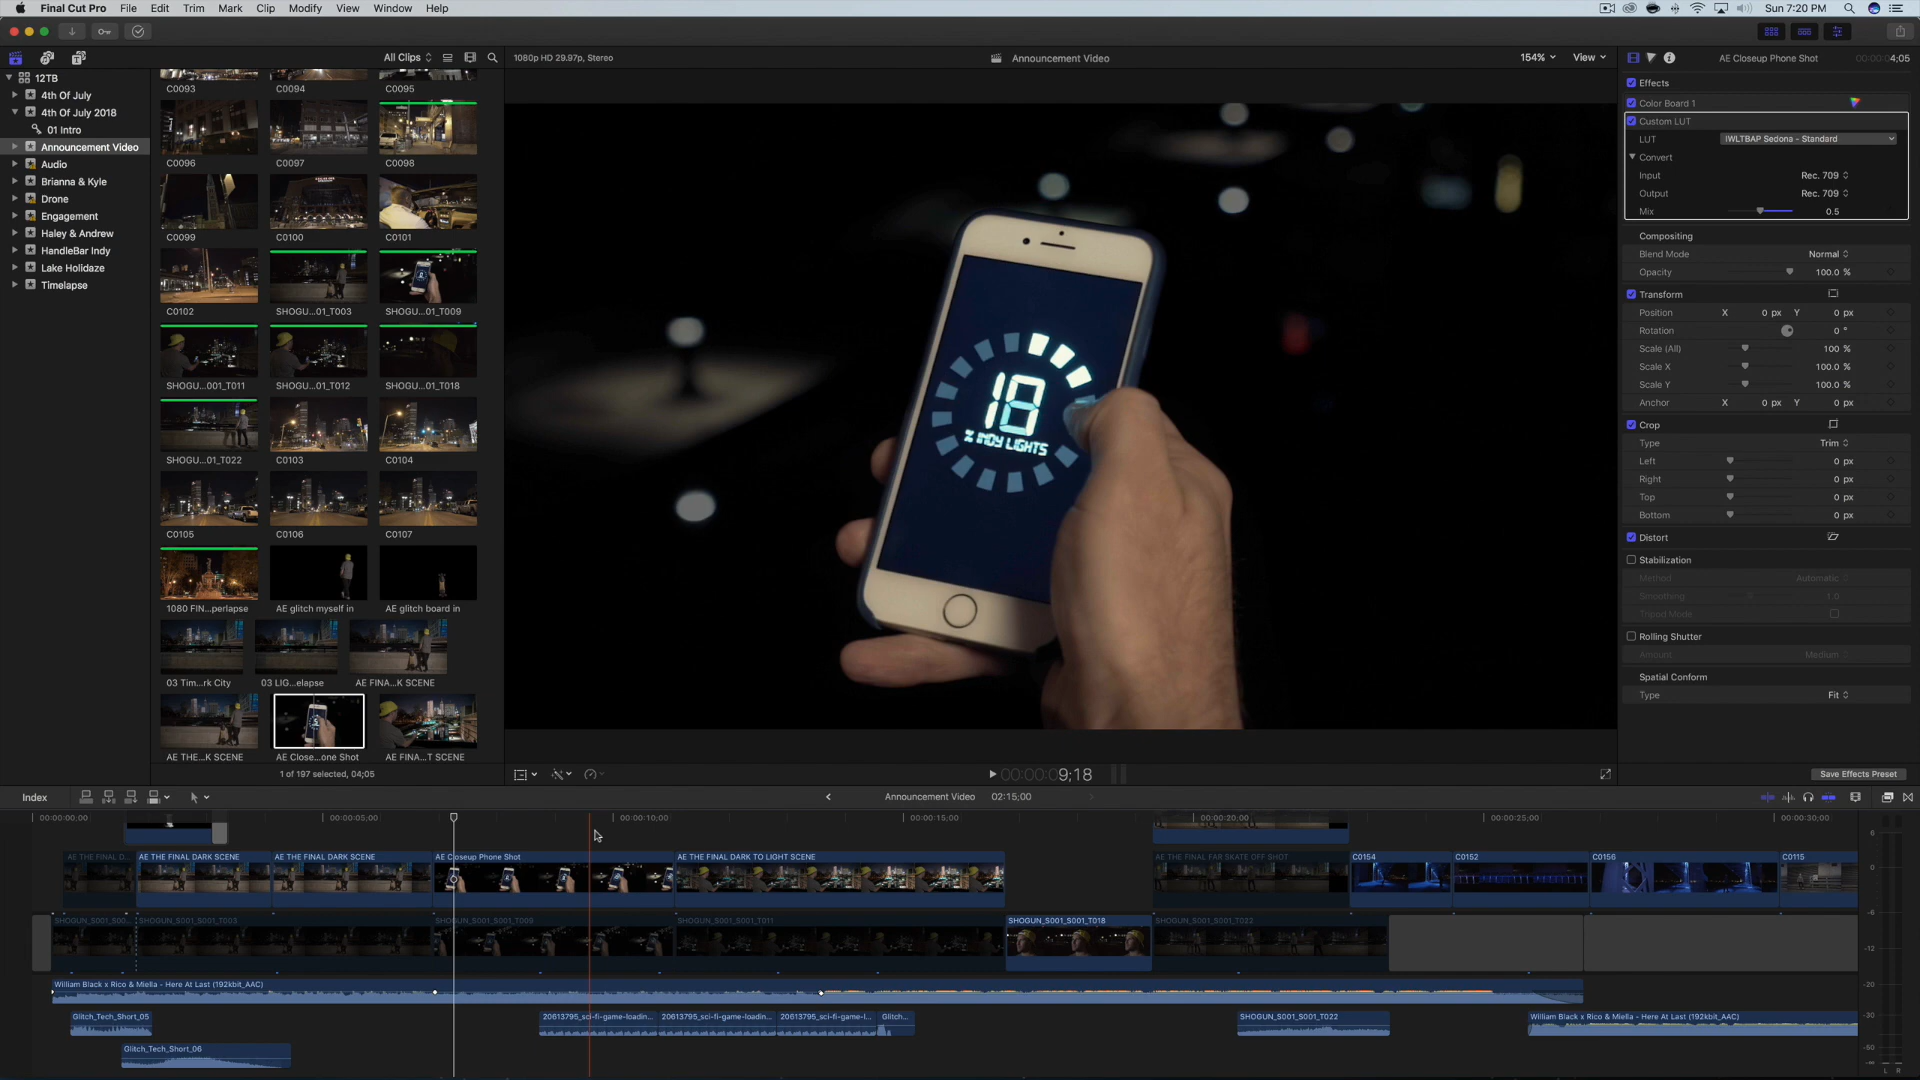 Final Cut Pro File Edit Trim Mark Clip Modify View Window Help
Sun 7:20 PM
All Clips
1080p HD 29.97p, Stereo
Announcement Video
154%
View
AE Closeup Phone Shot
4;05
12TB
4th Of July
4th Of July 2018
01 Intro
Announcement Video
Audio
Brianna & Kyle
Drone
Engagement
Haley & Andrew
HandleBar Indy
Lake Holidaze
Timelapse
C0093 C0094 C0095
C0096 C0097 C0098
C0099 C0100 C0101
C0102 SHOGU...01_T003 SHOGU...01_T009
SHOGU...001_T011 SHOGU...01_T012 SHOGU...01_T018
SHOGU...01_T022 C0103 C0104
C0105 C0106 C0107
1080 FIN...perlapse AE glitch myself in AE glitch board in
03 Tim...rk City 03 LIG...elapse AE FINA...K SCENE
AE THE...K SCENE AE Close...one Shot AE FINA...T SCENE
1 of 197 selected, 04;05
18
% INDY LIGHTS
00:00:00:09;18
Effects
Color Board 1
Custom LUT
LUT IWLTBAP Sedona - Standard
Convert
Input Rec. 709
Output Rec. 709
Mix 0.5
Compositing
Blend Mode Normal
Opacity 100.0 %
Transform
Position X 0 px Y 0 px
Rotation 0 °
Scale (All) 100 %
Scale X 100.0 %
Scale Y 100.0 %
Anchor X 0 px Y 0 px
Crop
Type Trim
Left 0 px
Right 0 px
Top 0 px
Bottom 0 px
Distort
Stabilization
Method Automatic
Smoothing 1.0
Tripod Mode
Rolling Shutter
Amount Medium
Spatial Conform
Type Fit
Save Effects Preset
Index
Announcement Video 02:15;00
00:00:00;00 00:00:05;00 00:00:10;00 00:00:15;00 00:00:20;00 00:00:25;00 00:00:30;00
AE THE FINAL D... AE THE FINAL DARK SCENE AE THE FINAL DARK SCENE AE Closeup Phone Shot AE THE FINAL DARK TO LIGHT SCENE AE THE FINAL FAR SKATE OFF SHOT C0154 C0152 C0156 C0115
SHOGUN_S001_S00... SHOGUN_S001_S001_T003 SHOGUN_S001_S001_T009 SHOGUN_S001_S001_T011 SHOGUN_S001_S001_T018 SHOGUN_S001_S001_T022
William Black x Rico & Miella - Here At Last (192kbit_AAC)
Glitch_Tech_Short_05 20613795_sci-fi-game-loadin... 20613795_sci-fi-game-loadin... 20613795_sci-fi-game-l... Glitch... SHOGUN_S001_S001_T022 William Black x Rico & Miella - Here At Last (192kbit_AAC)
Glitch_Tech_Short_06
6
0
-6
-12
-20
-30
-50
L R